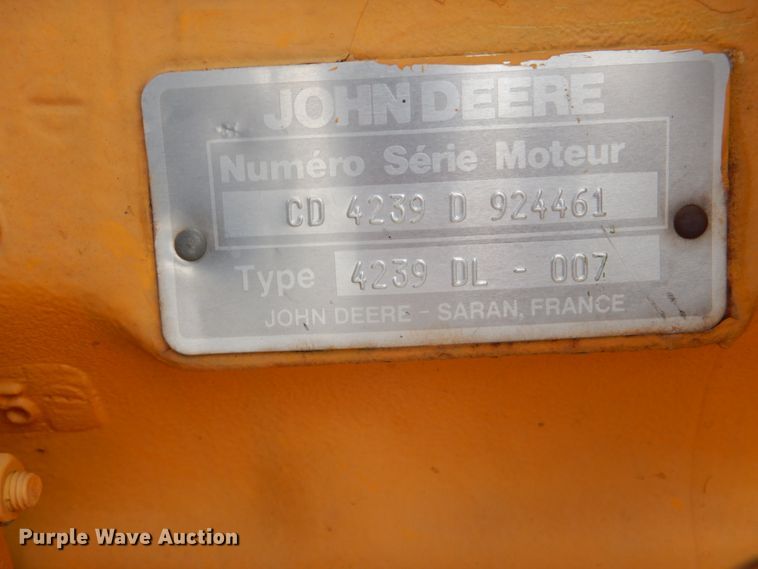 JOHN DEERE
Numéro Série Moteur
CD 4239 D 924461
Type 4239 DL - 007
JOHN DEERE - SARAN, FRANCE
Purple Wave Auction